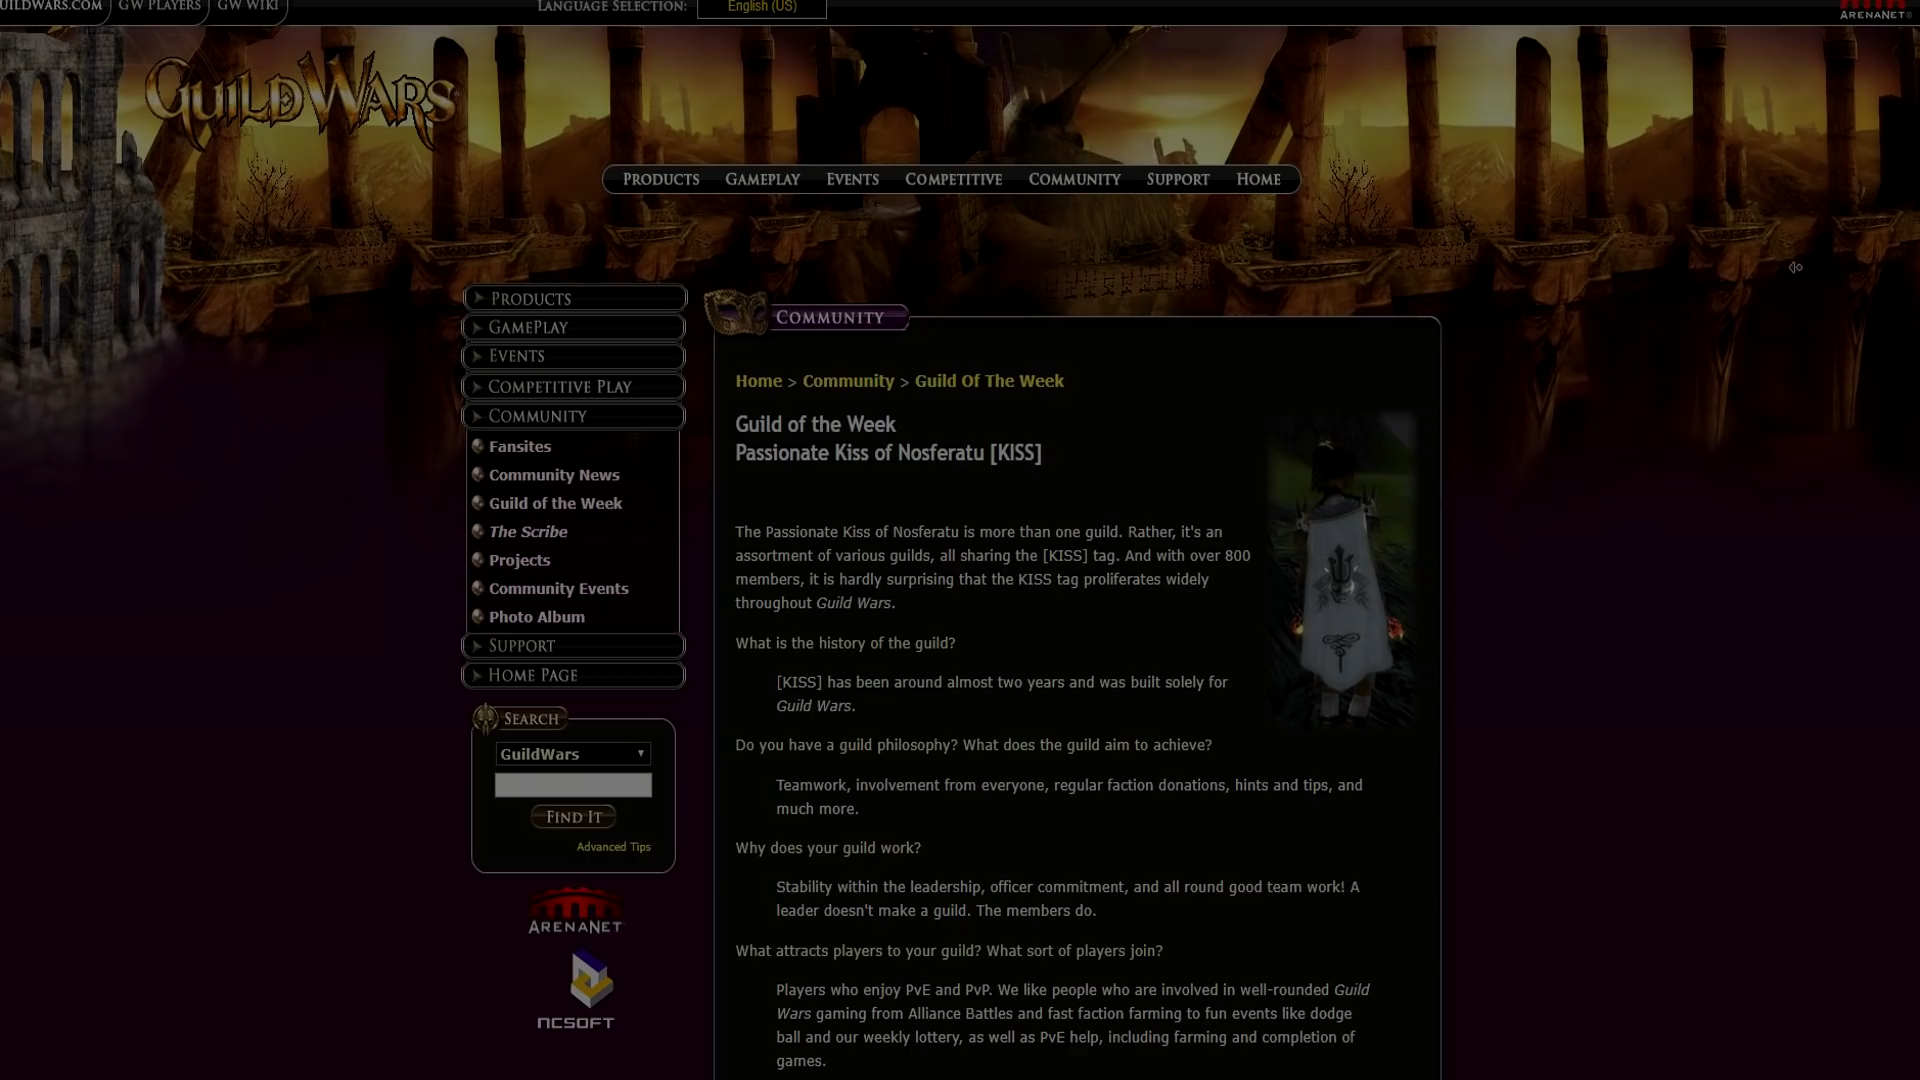 GUILDWARS.COM GW PLAYERS GW WIKI
LANGUAGE SELECTION: English (US)
ARENANET
GUILD WARS
PRODUCTS GAMEPLAY EVENTS COMPETITIVE COMMUNITY SUPPORT HOME
PRODUCTS
GAMEPLAY
EVENTS
COMPETITIVE PLAY
COMMUNITY
Fansites
Community News
Guild of the Week
The Scribe
Projects
Community Events
Photo Album
SUPPORT
HOME PAGE
SEARCH
GuildWars
FIND IT
Advanced Tips
ARENANET
NCSOFT
COMMUNITY
Home > Community > Guild Of The Week
Guild of the Week
Passionate Kiss of Nosferatu [KISS]
The Passionate Kiss of Nosferatu is more than one guild. Rather, it's an
assortment of various guilds, all sharing the [KISS] tag. And with over 800
members, it is hardly surprising that the KISS tag proliferates widely
throughout Guild Wars.
What is the history of the guild?
[KISS] has been around almost two years and was built solely for
Guild Wars.
Do you have a guild philosophy? What does the guild aim to achieve?
Teamwork, involvement from everyone, regular faction donations, hints and tips, and
much more.
Why does your guild work?
Stability within the leadership, officer commitment, and all round good team work! A
leader doesn't make a guild. The members do.
What attracts players to your guild? What sort of players join?
Players who enjoy PvE and PvP. We like people who are involved in well-rounded Guild
Wars gaming from Alliance Battles and fast faction farming to fun events like dodge
ball and our weekly lottery, as well as PvE help, including farming and completion of
games.